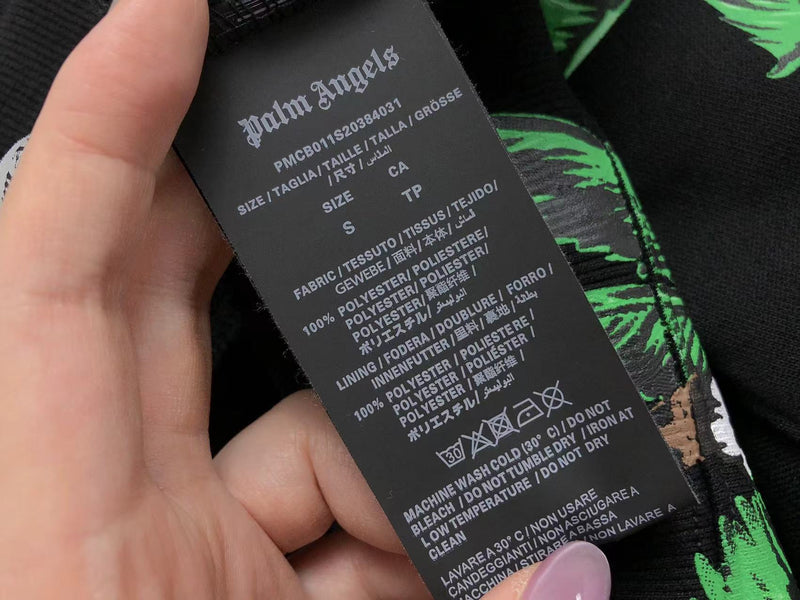 Palm Angels
PMCB011S20384031
SIZE / TAGLIA / TAILLE / TALLA / GRÖSSE
/ 尺寸 / المقاس
SIZE CA
S TP
FABRIC / TESSUTO / TISSUS / TEJIDO/
GEWEBE / 面料 / 本体 / القماش
100% POLYESTER/ POLIESTERE/
POLYESTER/ POLIESTER/
POLYESTER/ 聚酯纤维/
ポリエステル/ البوليستر
LINING / FODERA / DOUBLURE / FORRO /
INNENFUTTER / 里料 / 裏地 / بطانة
100% POLYESTER/ POLIESTERE/
POLYESTER/ POLIÉSTER/
POLYESTER/ 聚酯纤维/
ポリエステル/ البوليستر
30
MACHINE WASH COLD (30° C) / DO NOT
BLEACH / DO NOT TUMBLE DRY / IRON AT
LOW TEMPERATURE / DO NOT DRY
CLEAN
LAVARE A 30° C / NON USARE
CANDEGGIANTI / NON ASCIUGARE A
MACCHINA / STIRARE A BASSA
/ NON LAVARE A